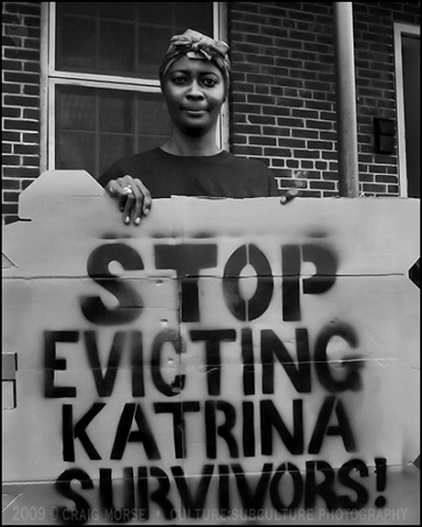 STOP
EVICTING
KATRINA
SURVIVORS!
2009 © CRAIG MORSE • CULTURE:SUBCULTURE PHOTOGRAPHY